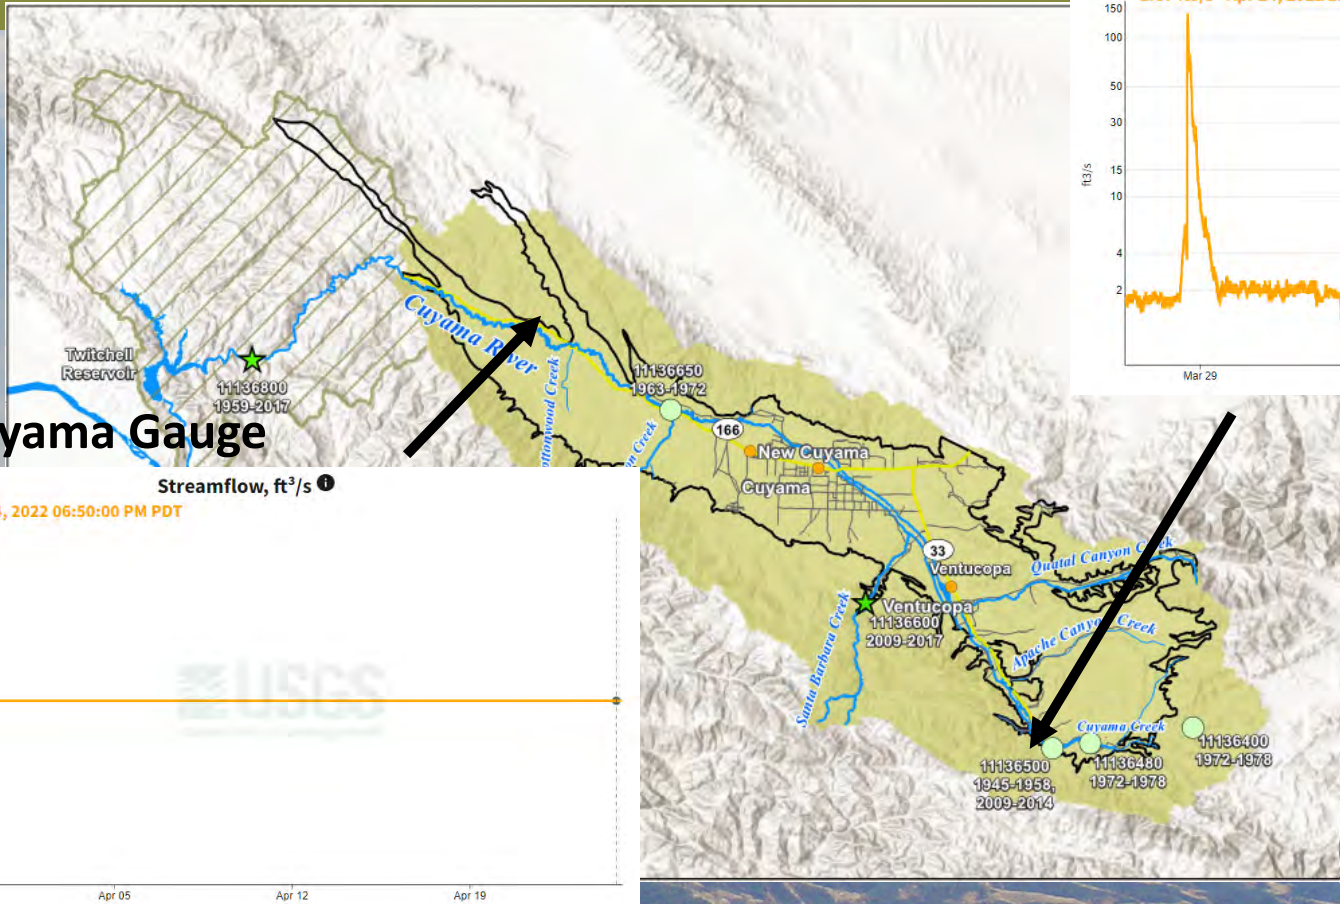 150
100
50
30
15
10
4
2
ft3/s
Mar 29
Cuyama River
Twitchell
Reservoir
11136800
1959-2017
Cottonwood Creek
11136650
1963-1972
on Creek
166
New Cuyama
Cuyama
yama Gauge
Streamflow, ft³/s
, 2022 06:50:00 PM PDT
USGS
Apr 05
Apr 12
Apr 19
33
Ventucopa
Quatal Canyon Creek
Ventucopa
11136600
2009-2017
Santa Barbara Creek
Apache Canyon Creek
Cuyama Creek
11136500
1945-1958,
2009-2014
11136480
1972-1978
11136400
1972-1978